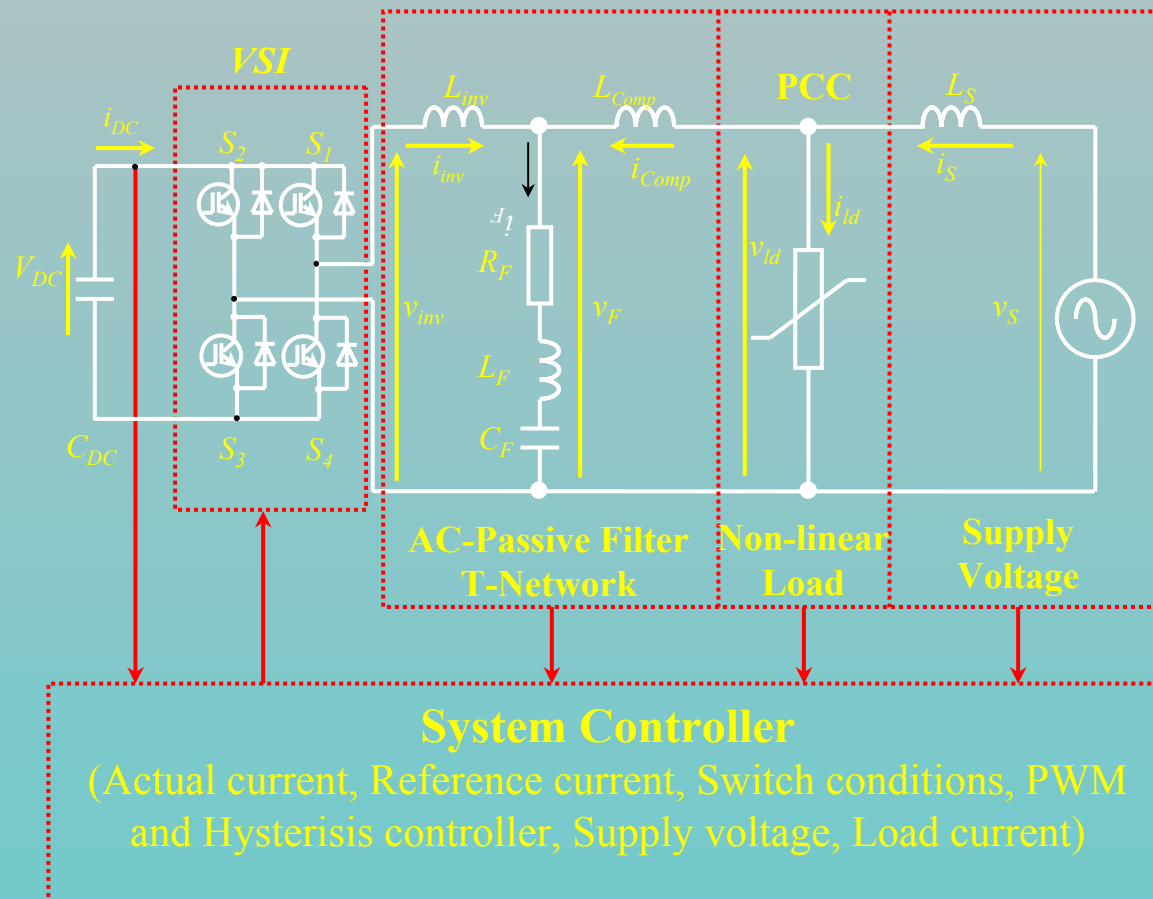 VSI
PCC
L_inv
L_Comp
L_S
i_DC
S_2
S_1
i_inv
i_Comp
i_S
i_F
i_ld
V_DC
R_F
v_ld
v_inv
v_F
v_S
L_F
C_F
C_DC
S_3
S_4
AC-Passive Filter
T-Network
Non-linear
Load
Supply
Voltage
System Controller
(Actual current, Reference current, Switch conditions, PWM
and Hysterisis controller, Supply voltage, Load current)